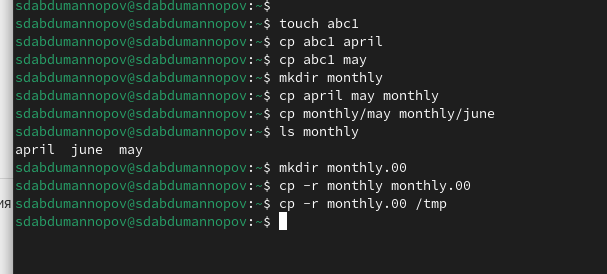 sdabdumannopov@sdabdumannopov:~$
sdabdumannopov@sdabdumannopov:~$ touch abc1
sdabdumannopov@sdabdumannopov:~$ cp abc1 april
sdabdumannopov@sdabdumannopov:~$ cp abc1 may
sdabdumannopov@sdabdumannopov:~$ mkdir monthly
sdabdumannopov@sdabdumannopov:~$ cp april may monthly
sdabdumannopov@sdabdumannopov:~$ cp monthly/may monthly/june
sdabdumannopov@sdabdumannopov:~$ ls monthly
april  june  may
sdabdumannopov@sdabdumannopov:~$ mkdir monthly.00
sdabdumannopov@sdabdumannopov:~$ cp -r monthly monthly.00
sdabdumannopov@sdabdumannopov:~$ cp -r monthly.00 /tmp
sdabdumannopov@sdabdumannopov:~$